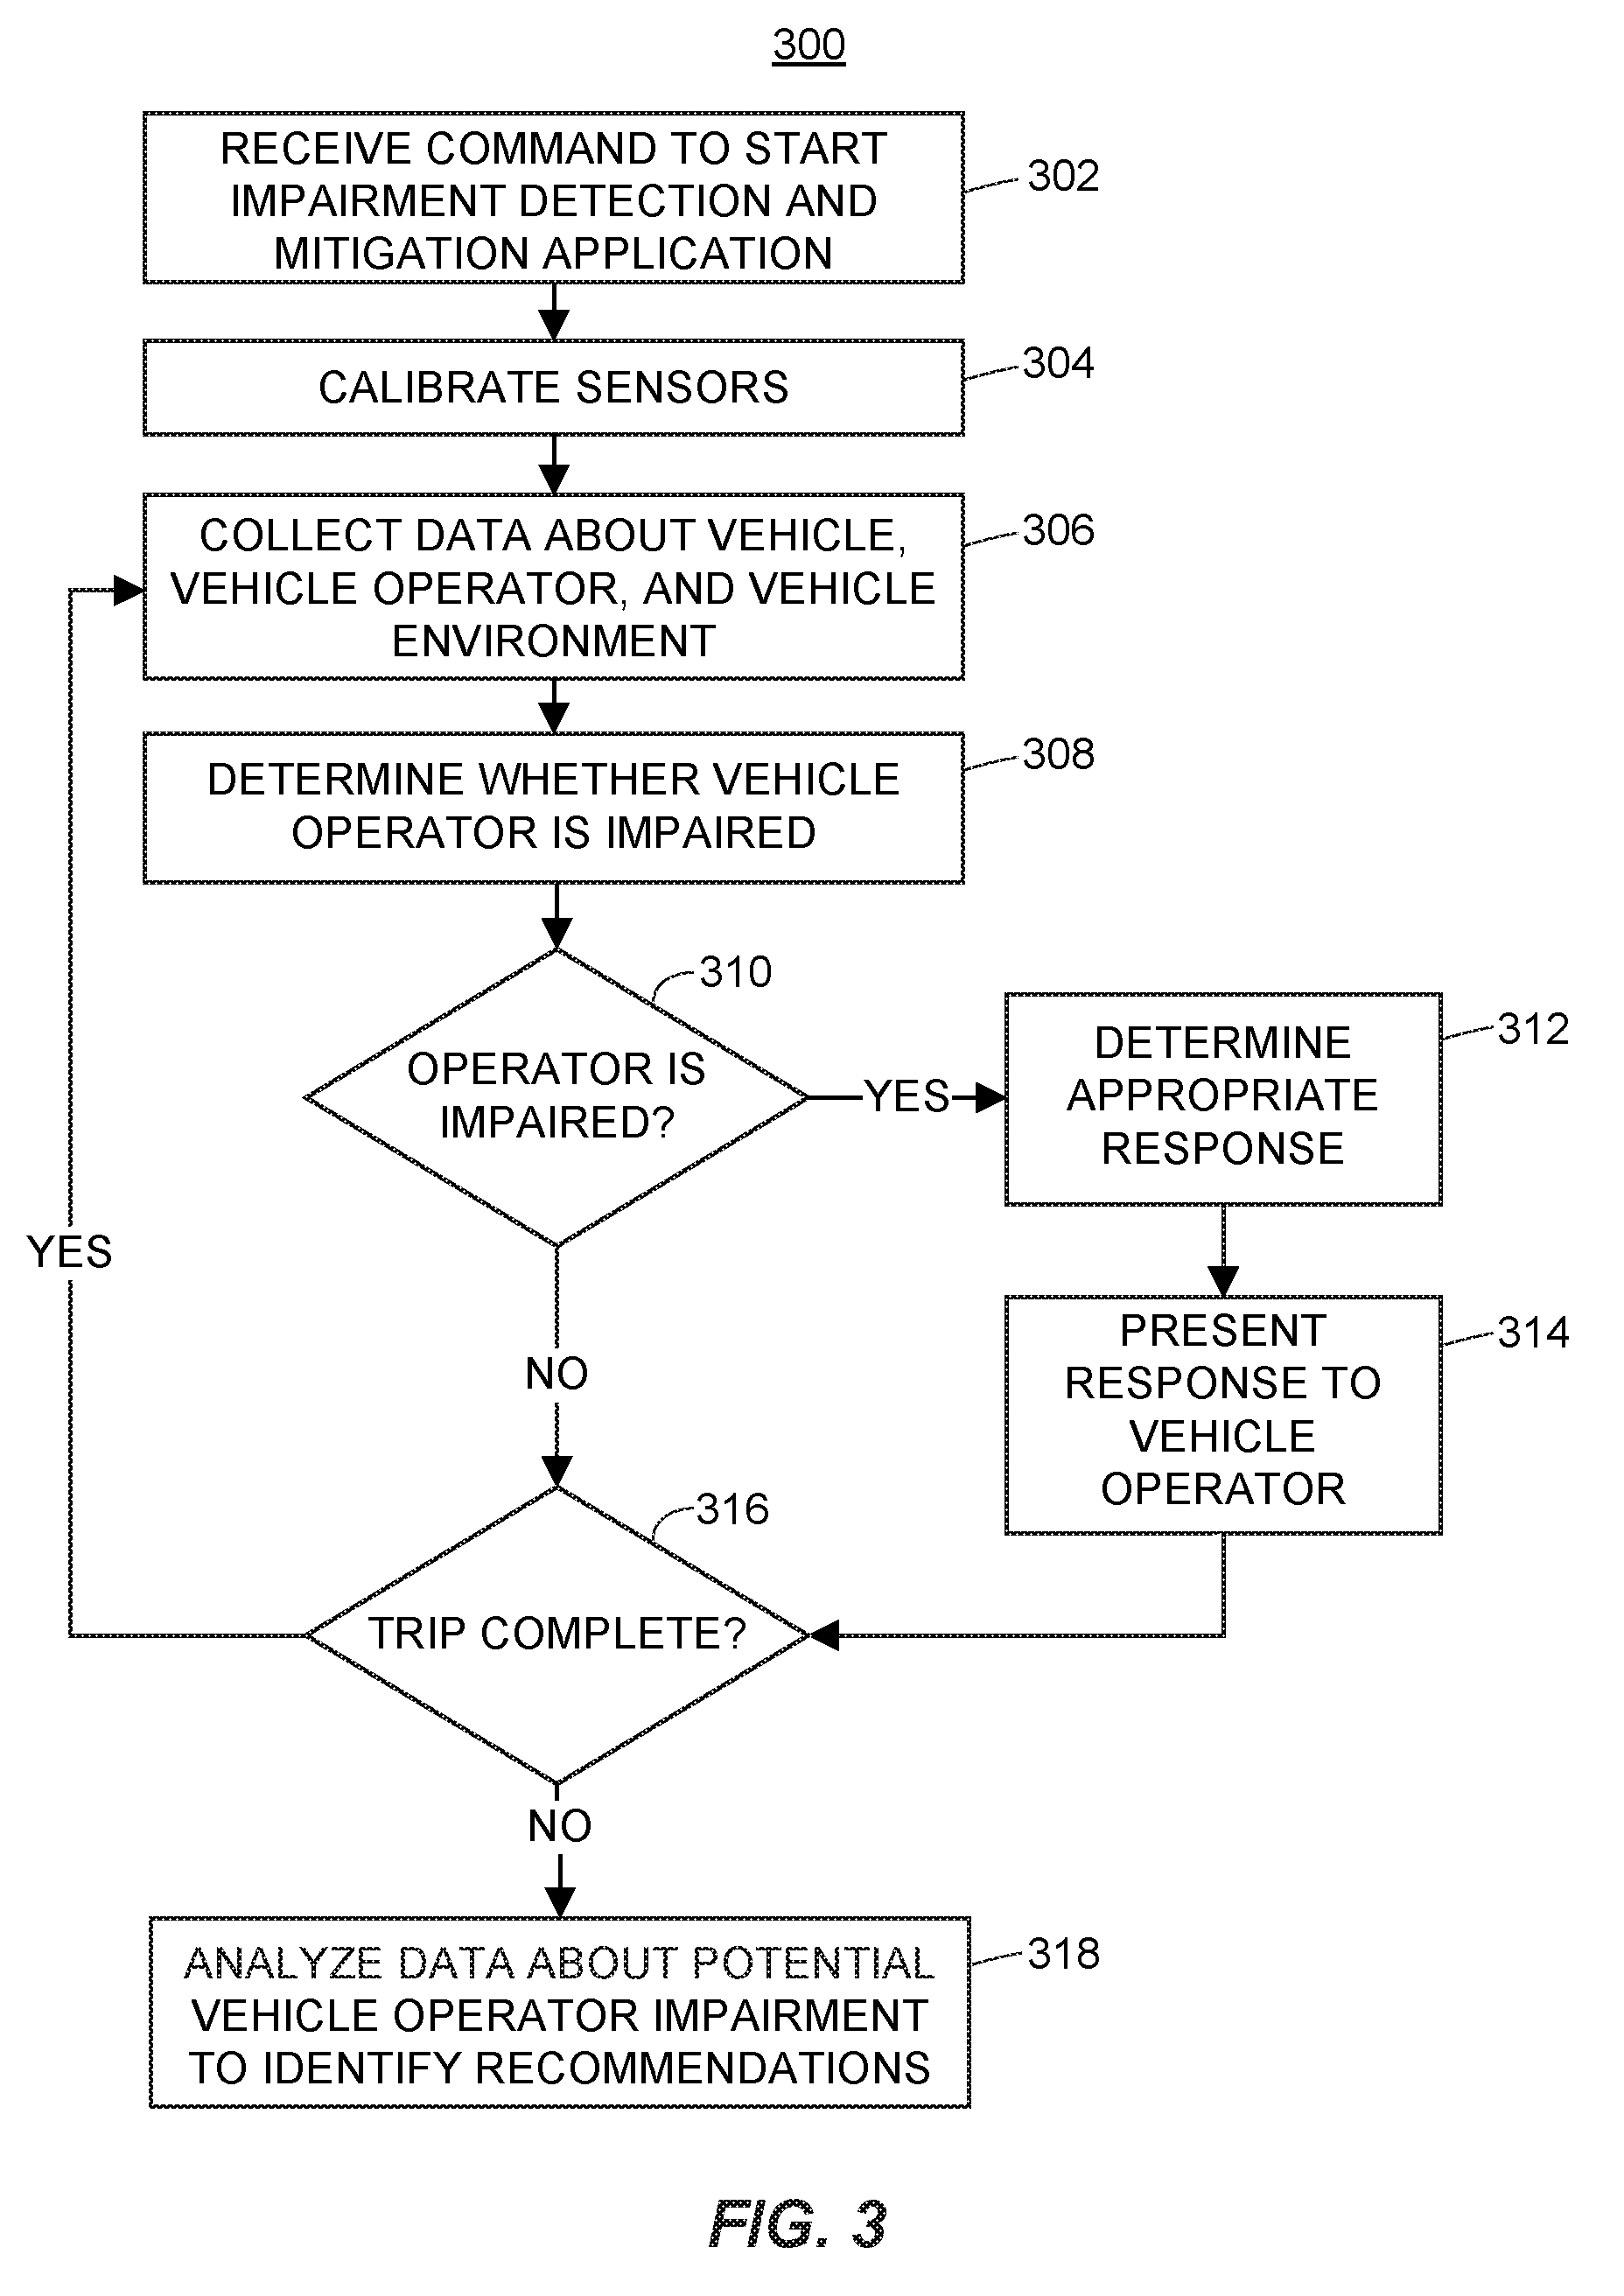 300
RECEIVE COMMAND TO START
IMPAIRMENT DETECTION AND
MITIGATION APPLICATION
302
CALIBRATE SENSORS
304
COLLECT DATA ABOUT VEHICLE,
VEHICLE OPERATOR, AND VEHICLE
ENVIRONMENT
306
DETERMINE WHETHER VEHICLE
OPERATOR IS IMPAIRED
308
OPERATOR IS
IMPAIRED?
310
YES
DETERMINE
APPROPRIATE
RESPONSE
312
PRESENT
RESPONSE TO
VEHICLE
OPERATOR
314
NO
TRIP COMPLETE?
316
YES
NO
ANALYZE DATA ABOUT POTENTIAL
VEHICLE OPERATOR IMPAIRMENT
TO IDENTIFY RECOMMENDATIONS
318
FIG. 3